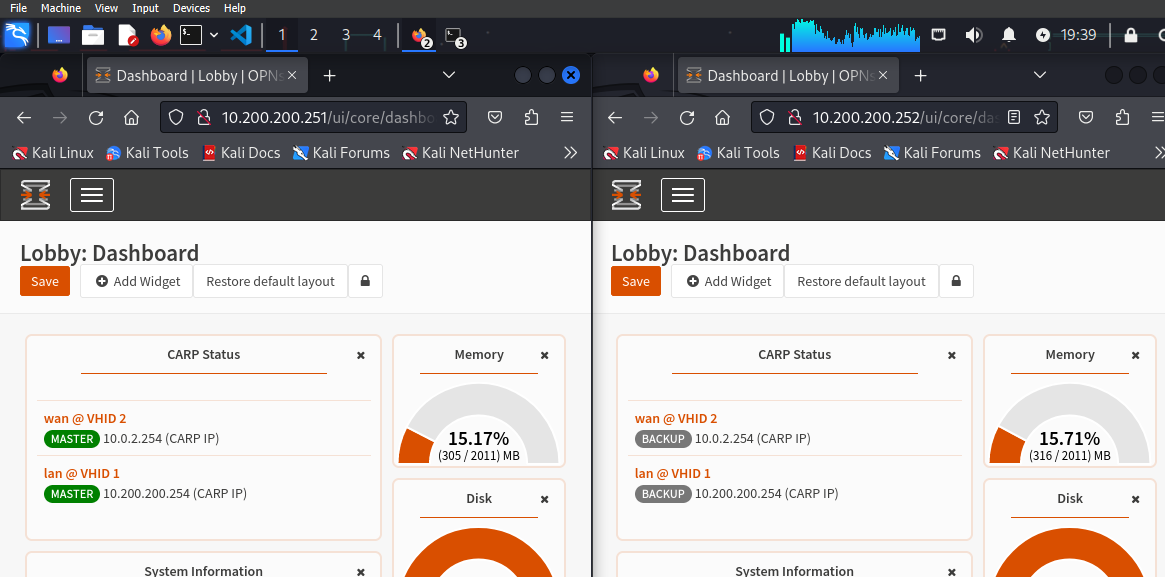 File Machine View Input Devices Help
1 2 3 4 2 3 19:39
Dashboard | Lobby | OPNs
10.200.200.251/ui/core/dashbo
Kali Linux Kali Tools Kali Docs Kali Forums Kali NetHunter
Lobby: Dashboard
Save Add Widget Restore default layout
CARP Status
wan @ VHID 2
MASTER 10.0.2.254 (CARP IP)
lan @ VHID 1
MASTER 10.200.200.254 (CARP IP)
System Information
Memory
15.17%
(305 / 2011) MB
Disk
Dashboard | Lobby | OPNs
10.200.200.252/ui/core/da
Kali Linux Kali Tools Kali Docs Kali Forums Kali NetHunter
Lobby: Dashboard
Save Add Widget Restore default layout
CARP Status
wan @ VHID 2
BACKUP 10.0.2.254 (CARP IP)
lan @ VHID 1
BACKUP 10.200.200.254 (CARP IP)
System Information
Memory
15.71%
(316 / 2011) MB
Disk